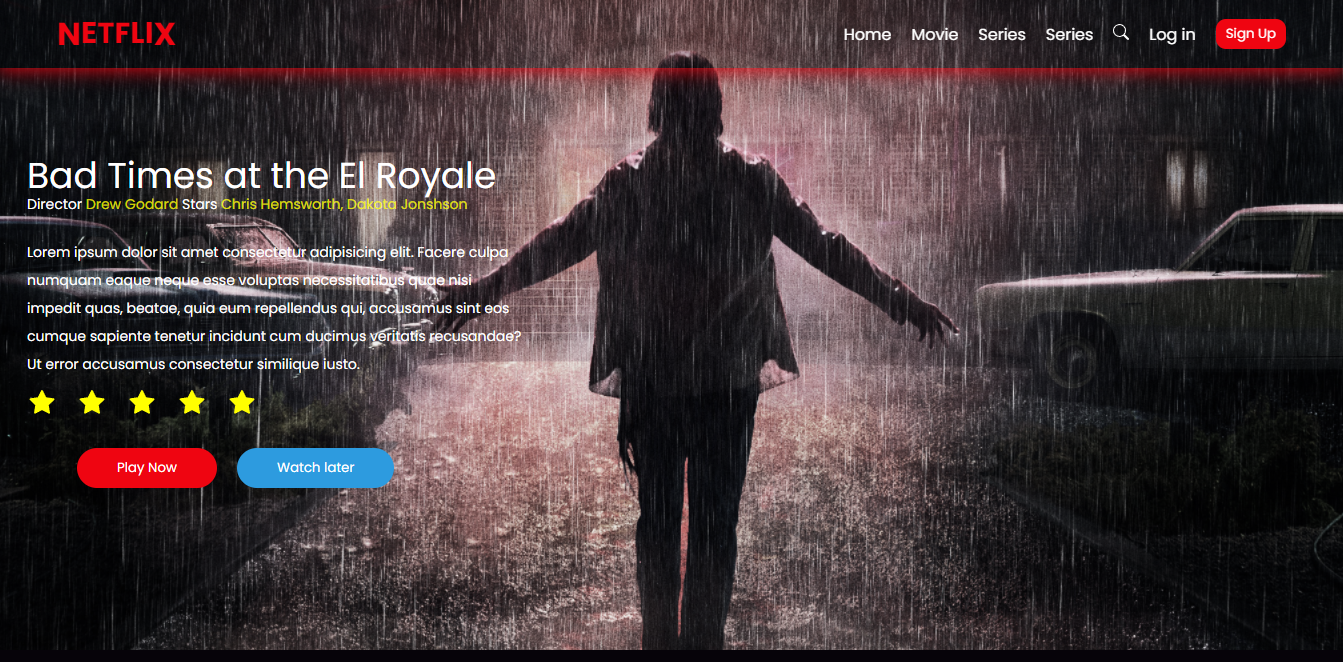 NETFLIX
Home Movie Series Series Log in Sign Up
Bad Times at the El Royale
Director Drew Godard Stars Chris Hemsworth, Dakota Jonshson
Lorem ipsum dolor sit amet consectetur adipisicing elit. Facere culpa
numquam eaque neque esse voluptas necessitatibus quae nisi
impedit quas, beatae, quia eum repellendus qui, accusamus sint eos
cumque sapiente tenetur incidunt cum ducimus veritatis recusandae?
Ut error accusamus consectetur similique iusto.
Play Now Watch later